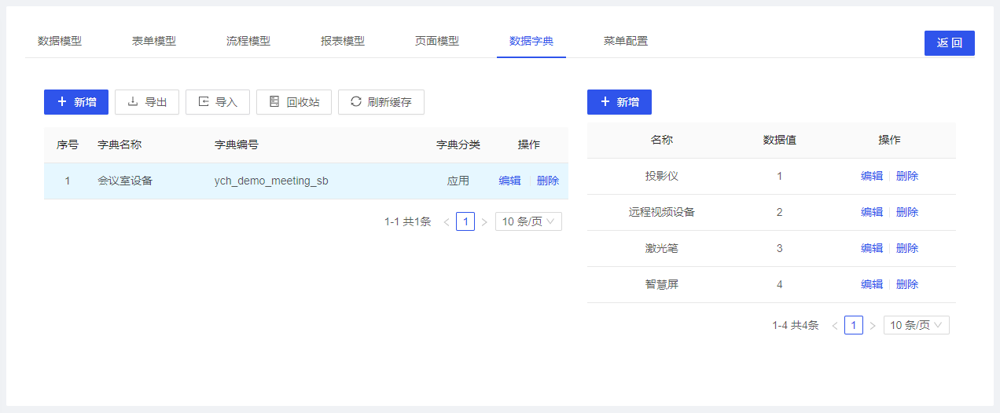 数据模型 表单模型 流程模型 报表模型 页面模型 数据字典 菜单配置 返 回
新增 导出 导入 回收站 刷新缓存
序号 字典名称 字典编号 字典分类 操作
1 会议室设备 ych_demo_meeting_sb 应用 编辑 删除
1-1 共1条 1 10 条/页
新增
名称 数据值 操作
投影仪 1 编辑 删除
远程视频设备 2 编辑 删除
激光笔 3 编辑 删除
智慧屏 4 编辑 删除
1-4 共4条 1 10 条/页